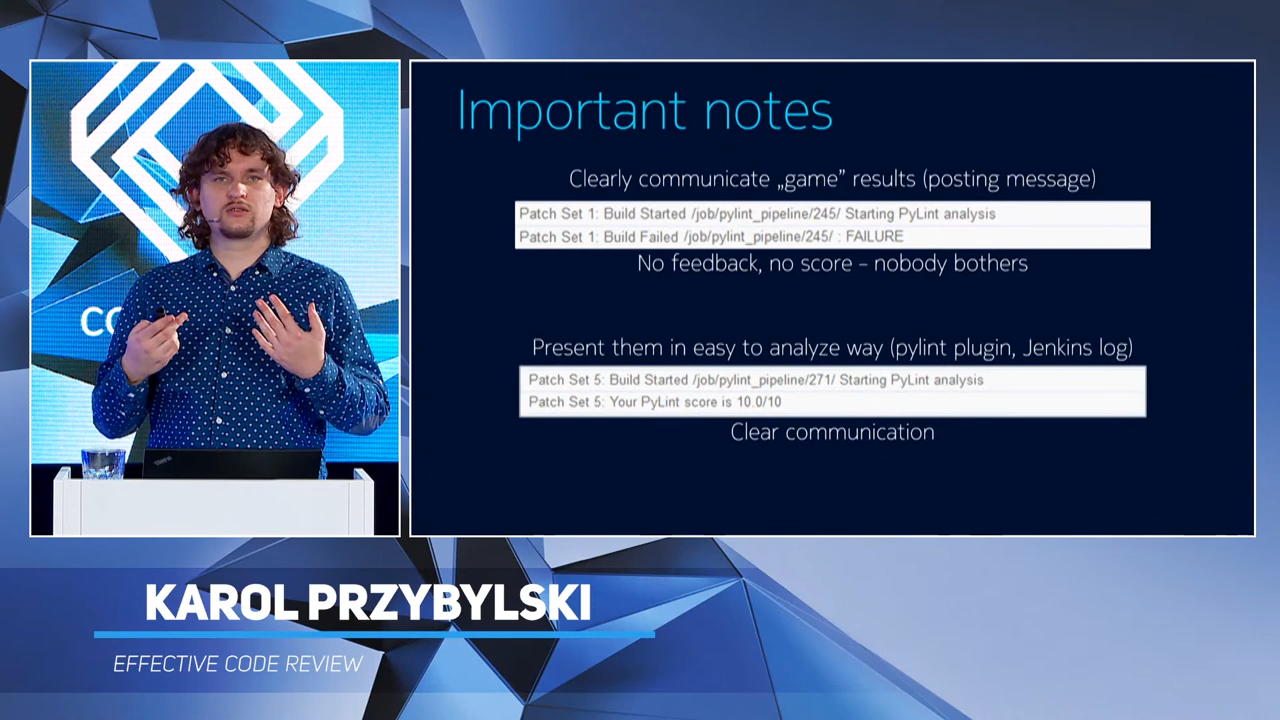 Important notes
Clearly communicate „game” results (posting message)
Patch Set 1: Build Started /job/pylint_pipeline/245/ Starting PyLint analysis
Patch Set 1: Build Failed /job/pylint_pipeline/245/ : FAILURE
No feedback, no score – nobody bothers
Present them in easy to analyze way (pylint plugin, Jenkins log)
Patch Set 5: Build Started /job/pylint_pipeline/271/ Starting PyLint analysis
Patch Set 5: Your PyLint score is 10.0/10
Clear communication
KAROL PRZYBYLSKI
EFFECTIVE CODE REVIEW